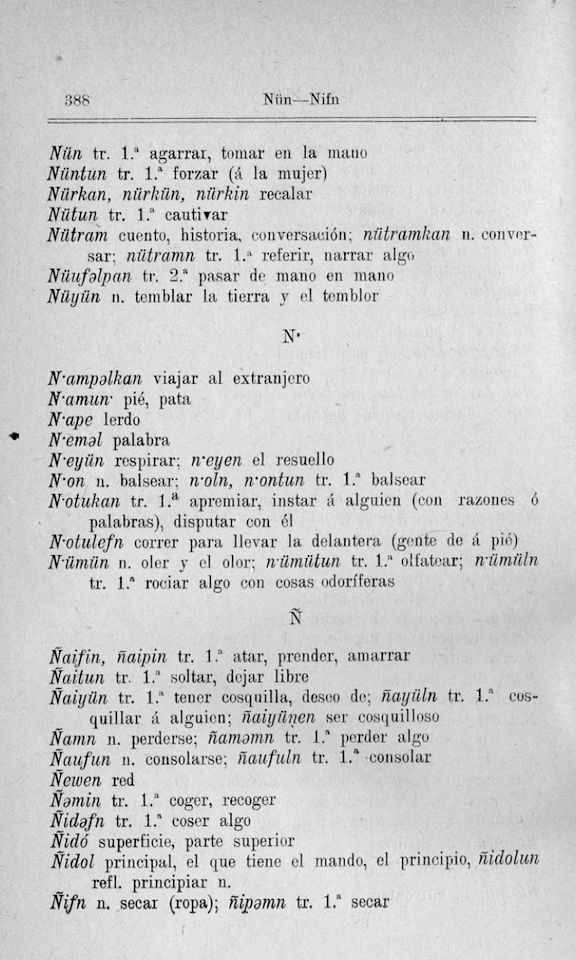 388 Nün—Nifn
Nün tr. 1.ª agarrar, tomar en la mano
Nüntun tr. 1.ª forzar (á la mujer)
Nürkan, nürkün, nürkin recalar
Nütun tr. 1.ª cautivar
Nütram cuento, historia, conversación; nütramkan n. conver-
sar; nütramn tr. 1.ª referir, narrar algo
Nüufəlpan tr. 2.ª pasar de mano en mano
Nüyün n. temblar la tierra y el temblor
N·
N·ampəlkan viajar al extranjero
N·amun· pié, pata
N·ape lerdo
N·eməl palabra
N·eyün respirar; n·eyen el resuello
N·on n. balsear; n·oln, n·ontun tr. 1.ª balsear
N·otukan tr. 1.ª apremiar, instar á alguien (con razones ó
palabras), disputar con él
N·otulefn correr para llevar la delantera (gente de á pié)
N·ümün n. oler y el olor; n·ümütun tr. 1.ª olfatear; n·ümüln
tr. 1.ª rociar algo con cosas odoríferas
Ñ
Ñaifin, ñaipin tr. 1.ª atar, prender, amarrar
Ñaitun tr. 1.ª soltar, dejar libre
Ñaiyün tr. 1.ª tener cosquilla, deseo de; ñayüln tr. 1.ª cos-
quillar á alguien; ñaiyüņen ser cosquilloso
Ñamn n. perderse; ñaməmn tr. 1.ª perder algo
Ñaufun n. consolarse; ñaufuln tr. 1.ª consolar
Ñewen red
Ñəmin tr. 1.ª coger, recoger
Ñidəfn tr. 1.ª coser algo
Ñidó superficie, parte superior
Ñidol principal, el que tiene el mando, el principio, ñidolun
refl. principiar n.
Ñifn n. secar (ropa); ñipəmn tr. 1.ª secar